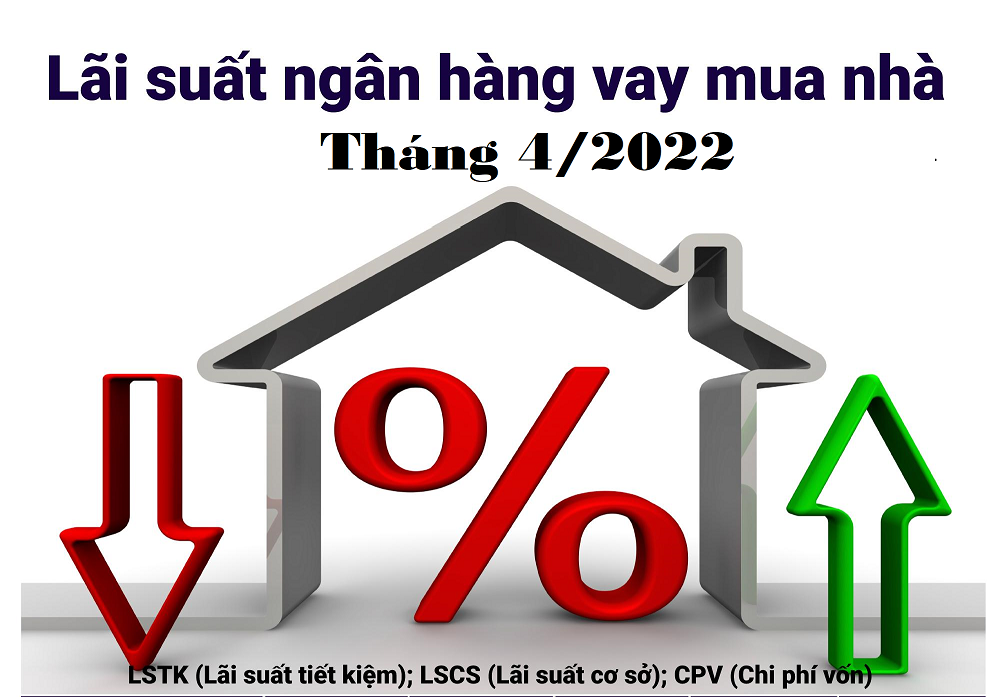 Lãi suất ngân hàng vay mua nhà
Tháng 4/2022
%
LSTK (Lãi suất tiết kiệm); LSCS (Lãi suất cơ sở); CPV (Chi phí vốn)